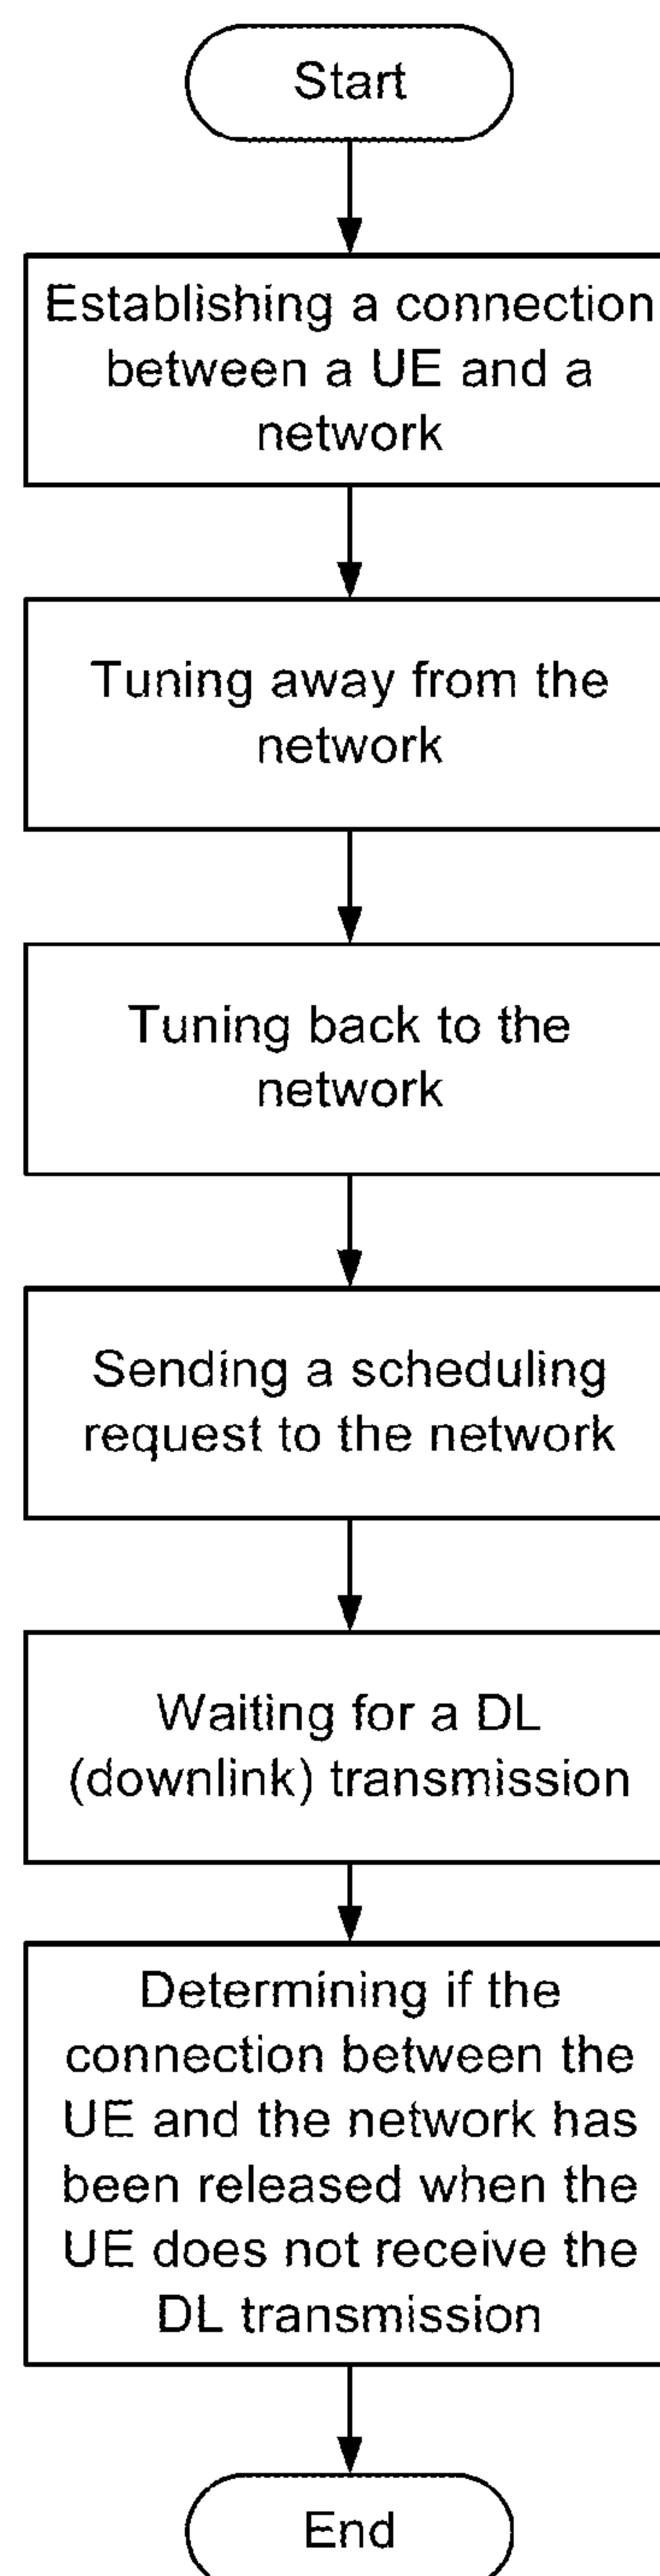 Start
Establishing a connection
between a UE and a
network
Tuning away from the
network
Tuning back to the
network
Sending a scheduling
request to the network
Waiting for a DL
(downlink) transmission
Determining if the
connection between the
UE and the network has
been released when the
UE does not receive the
DL transmission
End